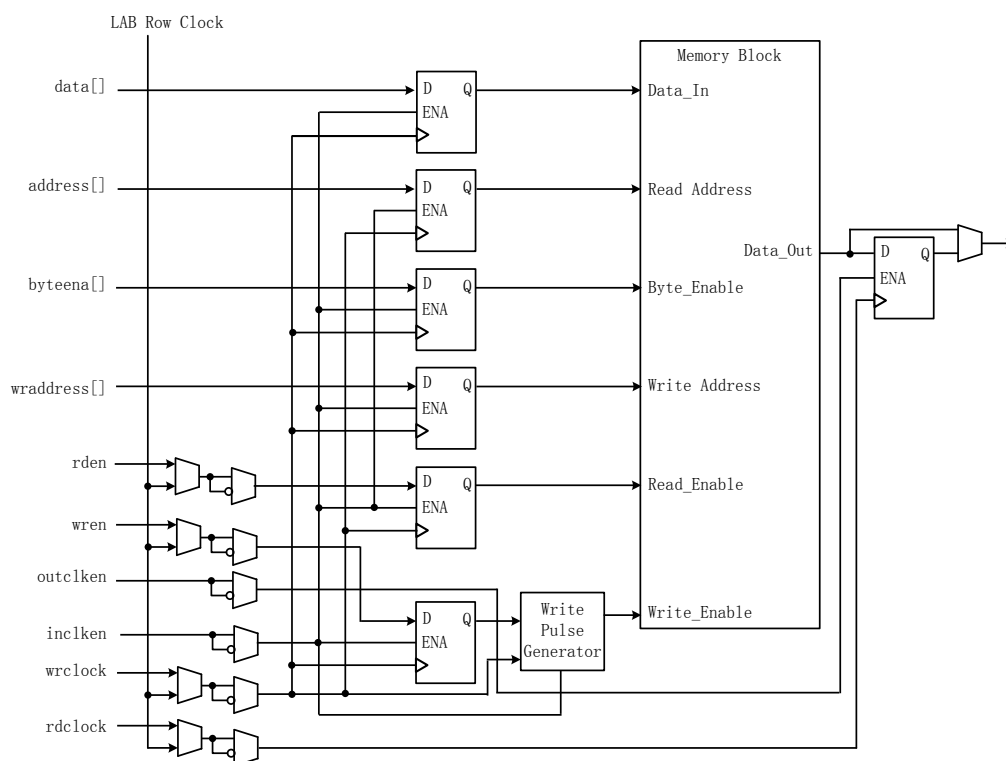 LAB Row Clock
Memory Block
data[]
D Q
ENA
Data_In
address[]
D Q
ENA
Read Address
Data_Out
D Q
ENA
byteena[]
D Q
ENA
Byte_Enable
wraddress[]
D Q
ENA
Write Address
rden
D Q
ENA
Read_Enable
wren
outclken
inclken
D Q
ENA
Write
Pulse
Generator
Write_Enable
wrclock
rdclock